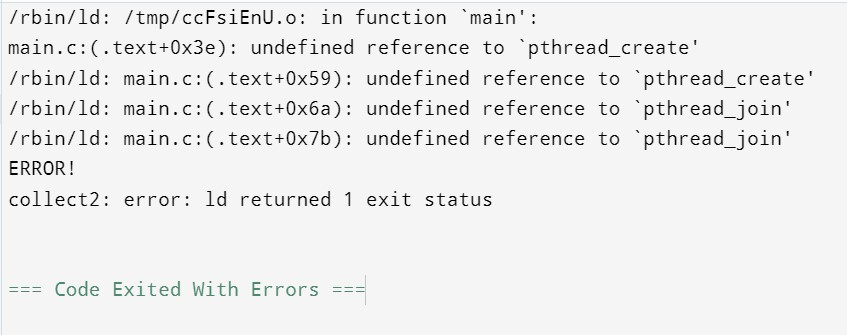 /rbin/ld: /tmp/ccFsiEnU.o: in function `main':
main.c:(.text+0x3e): undefined reference to `pthread_create'
/rbin/ld: main.c:(.text+0x59): undefined reference to `pthread_create'
/rbin/ld: main.c:(.text+0x6a): undefined reference to `pthread_join'
/rbin/ld: main.c:(.text+0x7b): undefined reference to `pthread_join'
ERROR!
collect2: error: ld returned 1 exit status
=== Code Exited With Errors ===